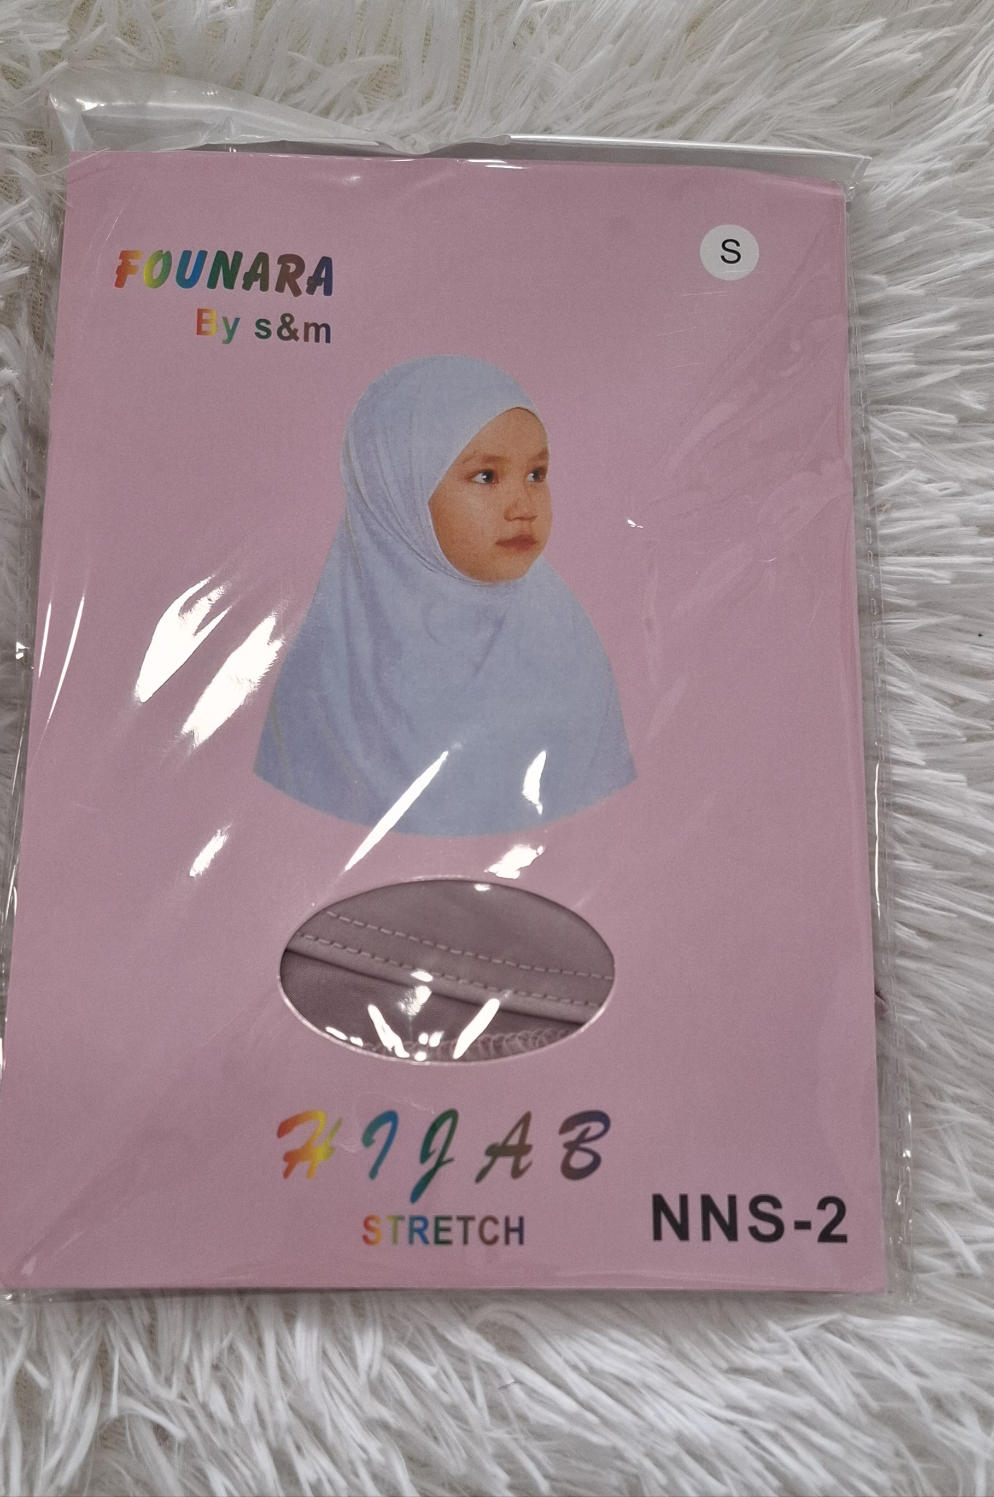 FOUNARA
By s&m
S
HIJAB
STRETCH
NNS-2